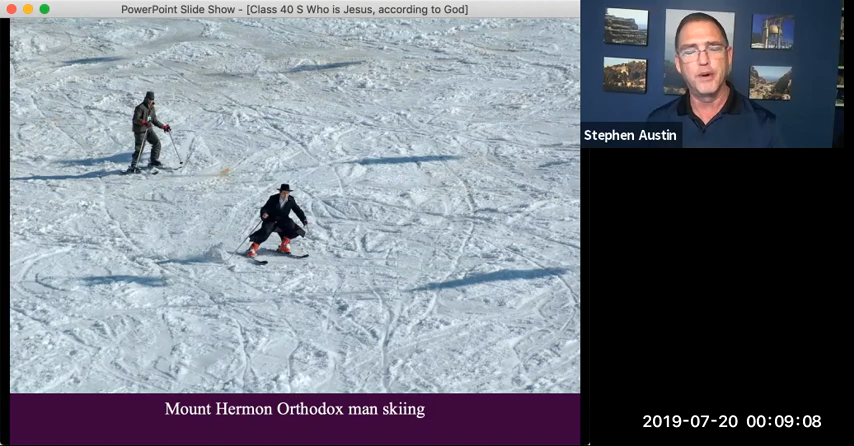 PowerPoint Slide Show - [Class 40 S Who is Jesus, according to God]
Stephen Austin
Mount Hermon Orthodox man skiing
2019-07-20 00:09:08